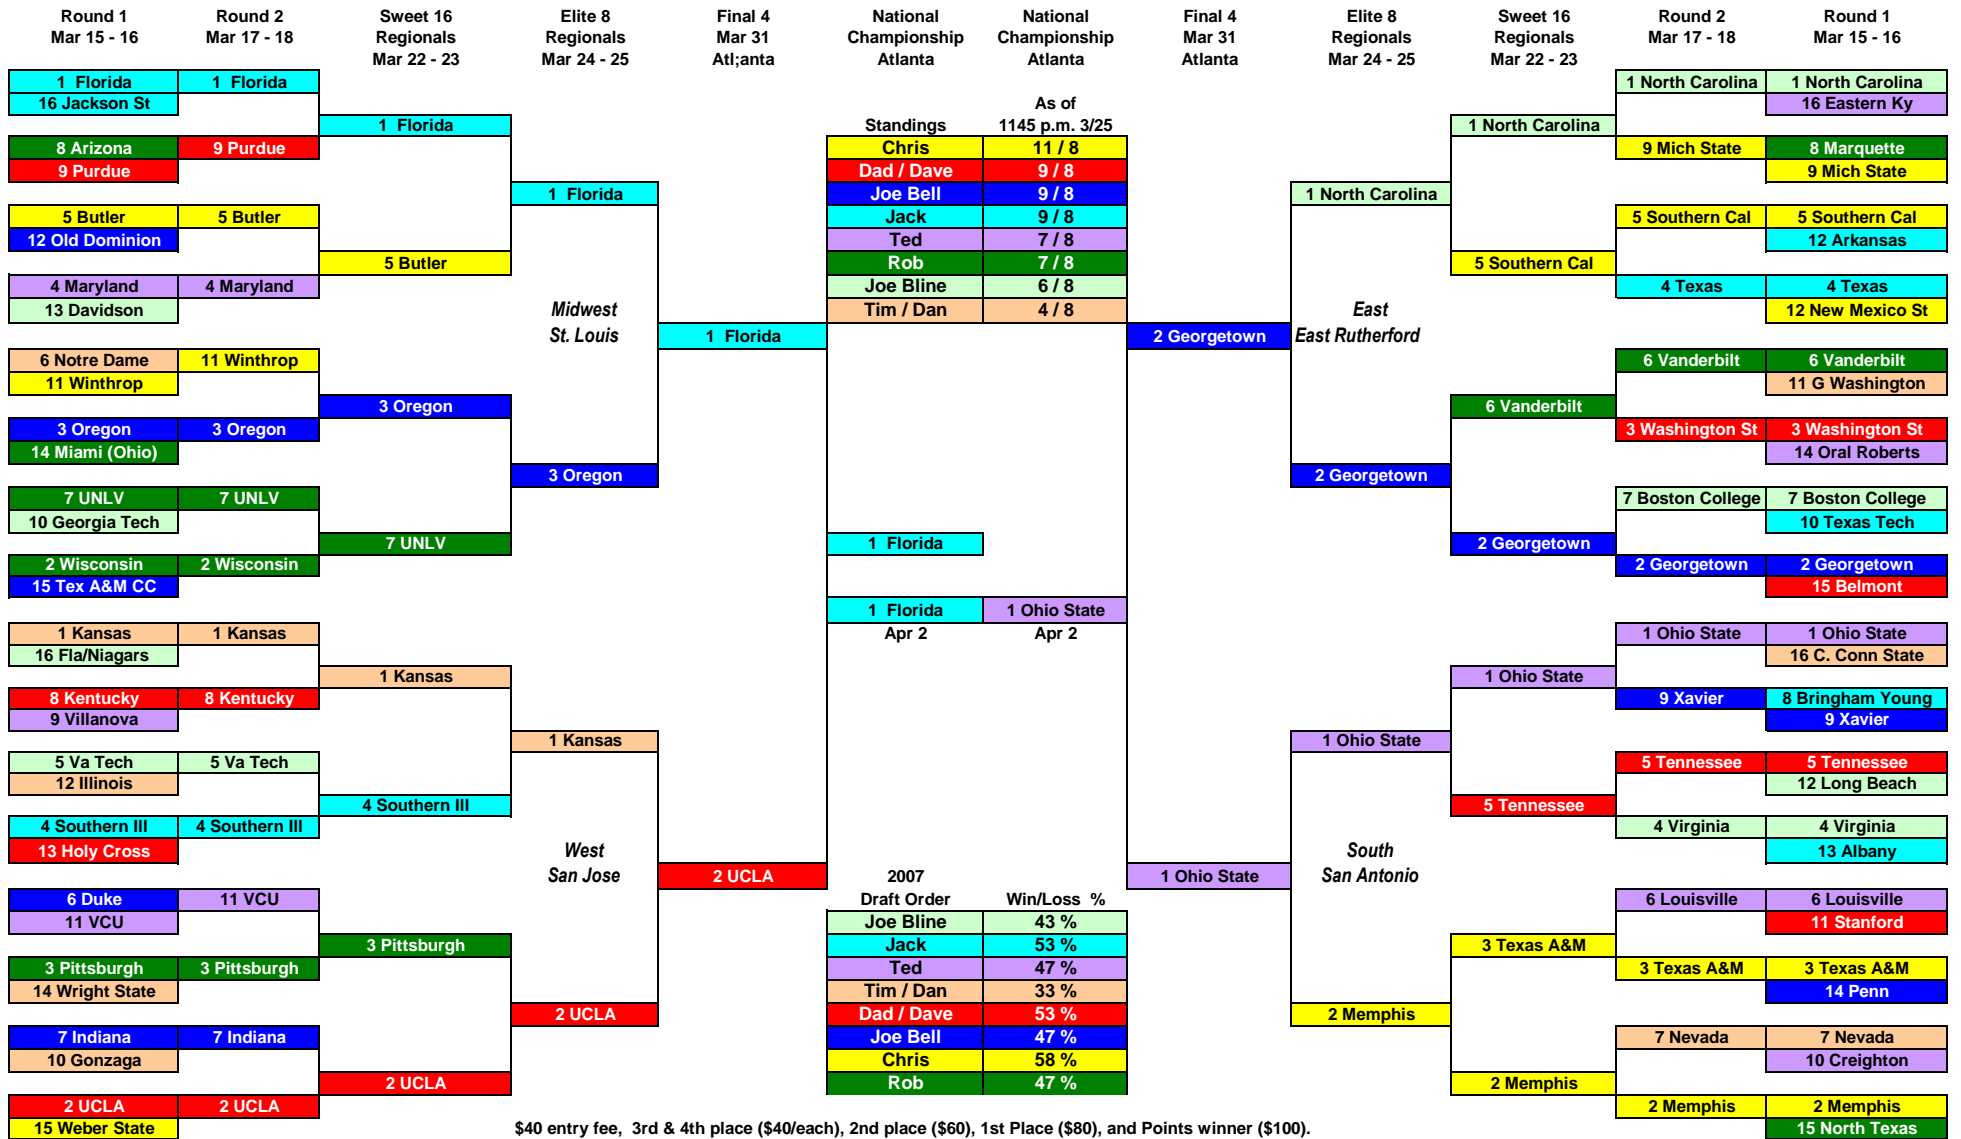 Round 1
Mar 15 - 16
Round 2
Mar 17 - 18
Sweet 16
Regionals
Mar 22 - 23
Elite 8
Regionals
Mar 24 - 25
Final 4
Mar 31
Atl;anta
National
Championship
Atlanta
National
Championship
Atlanta
Final 4
Mar 31
Atlanta
Elite 8
Regionals
Mar 24 - 25
Sweet 16
Regionals
Mar 22 - 23
Round 2
Mar 17 - 18
Round 1
Mar 15 - 16
1 Florida
16 Jackson St
8 Arizona
9 Purdue
5 Butler
12 Old Dominion
4 Maryland
13 Davidson
6 Notre Dame
11 Winthrop
3 Oregon
14 Miami (Ohio)
7 UNLV
10 Georgia Tech
2 Wisconsin
15 Tex A&M CC
1 Kansas
16 Fla/Niagars
8 Kentucky
9 Villanova
5 Va Tech
12 Illinois
4 Southern Ill
13 Holy Cross
6 Duke
11 VCU
3 Pittsburgh
14 Wright State
7 Indiana
10 Gonzaga
2 UCLA
15 Weber State
1 Florida
9 Purdue
5 Butler
4 Maryland
11 Winthrop
3 Oregon
7 UNLV
2 Wisconsin
1 Kansas
8 Kentucky
5 Va Tech
4 Southern Ill
11 VCU
3 Pittsburgh
7 Indiana
2 UCLA
1 Florida
5 Butler
3 Oregon
7 UNLV
1 Kansas
4 Southern Ill
3 Pittsburgh
2 UCLA
1 Florida
Midwest
St. Louis
3 Oregon
1 Kansas
West
San Jose
2 UCLA
1 Florida
2 UCLA
As of
Standings 1145 p.m. 3/25
Chris 11 / 8
Dad / Dave 9 / 8
Joe Bell 9 / 8
Jack 9 / 8
Ted 7 / 8
Rob 7 / 8
Joe Bline 6 / 8
Tim / Dan 4 / 8
1 Florida
1 Florida 1 Ohio State
Apr 2 Apr 2
2007
Draft Order Win/Loss %
Joe Bline 43 %
Jack 53 %
Ted 47 %
Tim / Dan 33 %
Dad / Dave 53 %
Joe Bell 47 %
Chris 58 %
Rob 47 %
2 Georgetown
1 Ohio State
1 North Carolina
East
East Rutherford
2 Georgetown
1 Ohio State
South
San Antonio
2 Memphis
1 North Carolina
5 Southern Cal
6 Vanderbilt
2 Georgetown
1 Ohio State
5 Tennessee
3 Texas A&M
2 Memphis
1 North Carolina
9 Mich State
5 Southern Cal
4 Texas
6 Vanderbilt
3 Washington St
7 Boston College
2 Georgetown
1 Ohio State
9 Xavier
5 Tennessee
4 Virginia
6 Louisville
3 Texas A&M
7 Nevada
2 Memphis
1 North Carolina
16 Eastern Ky
8 Marquette
9 Mich State
5 Southern Cal
12 Arkansas
4 Texas
12 New Mexico St
6 Vanderbilt
11 G Washington
3 Washington St
14 Oral Roberts
7 Boston College
10 Texas Tech
2 Georgetown
15 Belmont
1 Ohio State
16 C. Conn State
8 Bringham Young
9 Xavier
5 Tennessee
12 Long Beach
4 Virginia
13 Albany
6 Louisville
11 Stanford
3 Texas A&M
14 Penn
7 Nevada
10 Creighton
2 Memphis
15 North Texas
$40 entry fee, 3rd & 4th place ($40/each), 2nd place ($60), 1st Place ($80), and Points winner ($100).